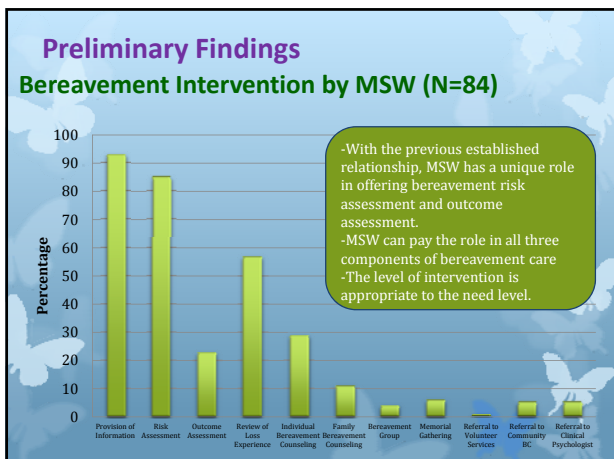 Preliminary Findings
Bereavement Intervention by MSW (N=84)
-With the previous established
relationship, MSW has a unique role
in offering bereavement risk
assessment and outcome
assessment.
-MSW can pay the role in all three
components of bereavement care
-The level of intervention is
appropriate to the need level.
Percentage
100
90
80
70
60
50
40
30
20
10
0
Provision of
Information
Risk
Assessment
Outcome
Assessment
Review of
Loss
Experience
Individual
Bereavement
Counseling
Family
Bereavement
Counseling
Bereavement
Group
Memorial
Gathering
Referral to
Volunteer
Services
Referral to
Community
BC
Referral to
Clinical
Psychologist